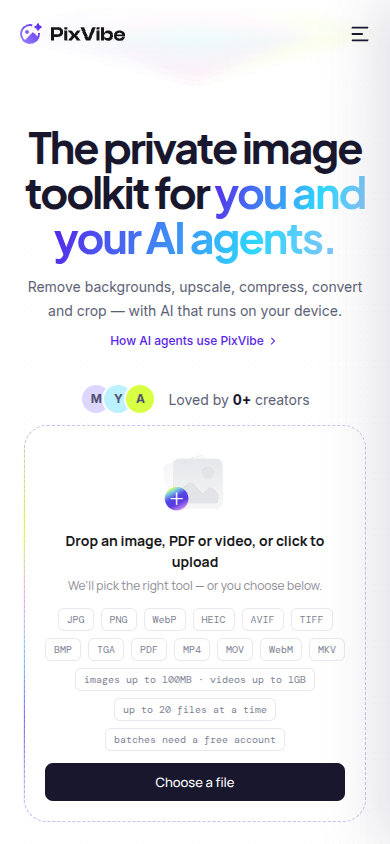 PixVibe
The private image
toolkit for you and
your AI agents.
Remove backgrounds, upscale, compress, convert
and crop — with AI that runs on your device.
How AI agents use PixVibe
M Y A Loved by 0+ creators
Drop an image, PDF or video, or click to
upload
We'll pick the right tool — or you choose below.
JPG PNG WebP HEIC AVIF TIFF
BMP TGA PDF MP4 MOV WebM MKV
images up to 100MB · videos up to 1GB
up to 20 files at a time
batches need a free account
Choose a file